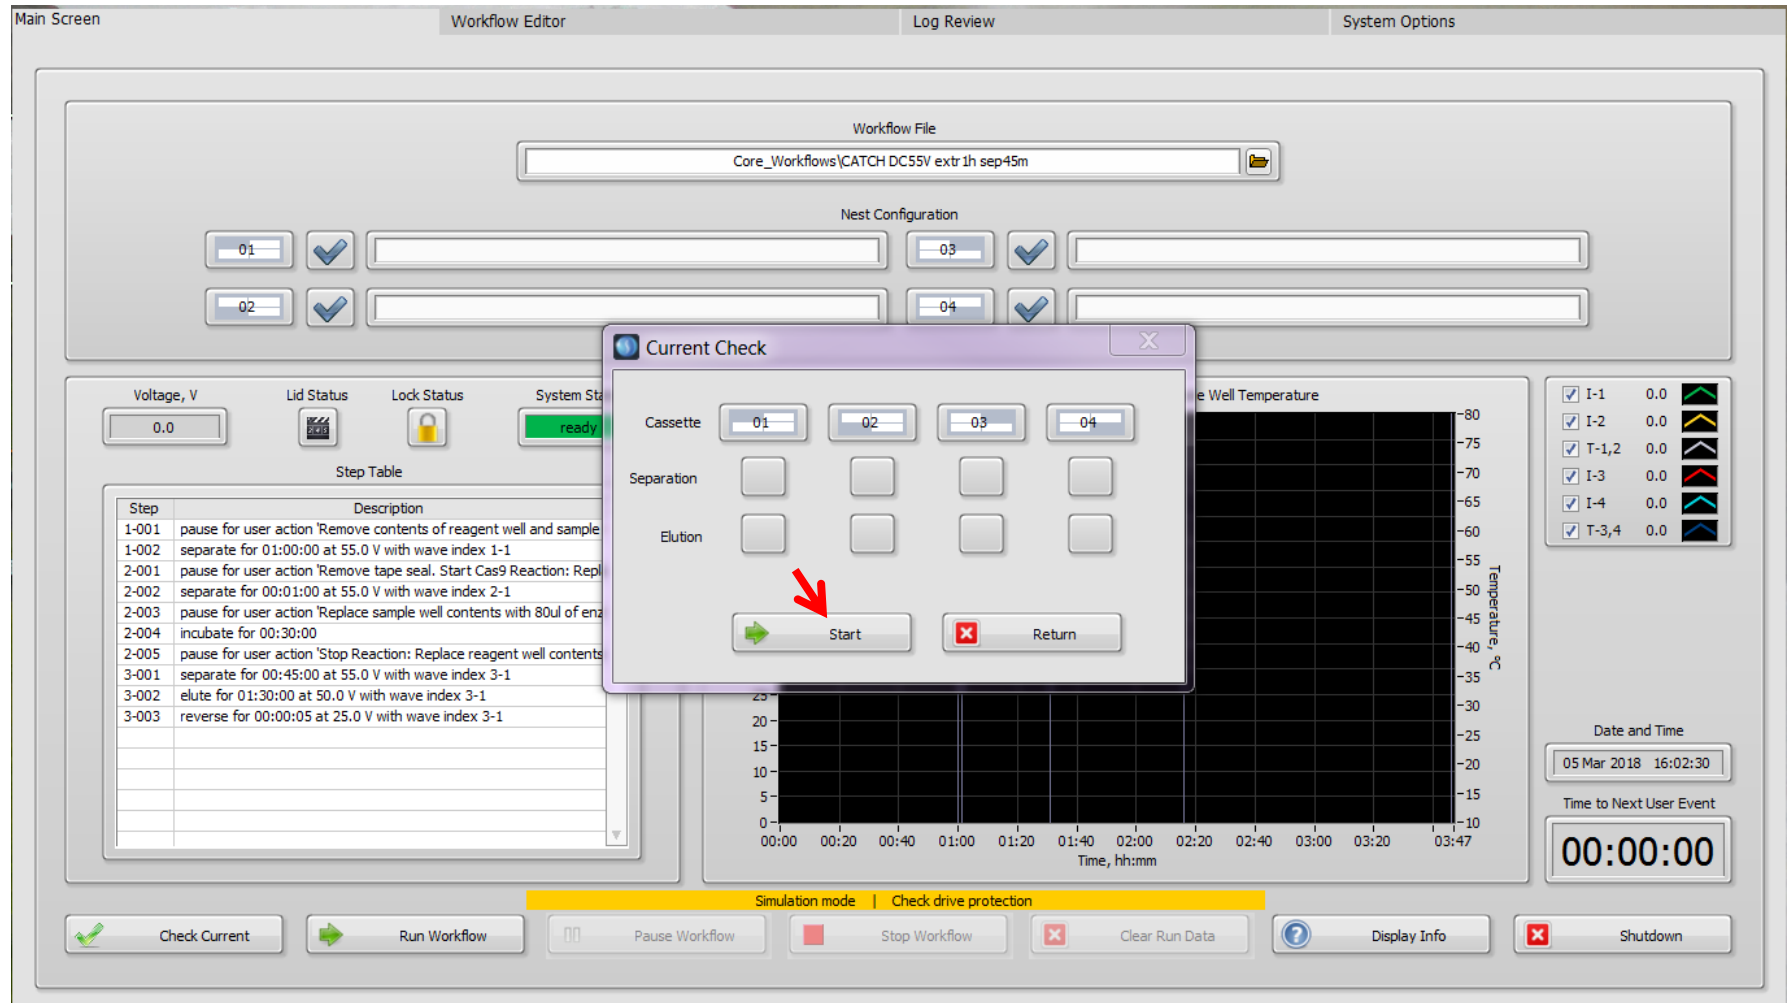 Main Screen
Workflow Editor
Log Review
System Options
Workflow File
Core_Workflows\CATCH DC55V extr1h sep45m
Nest Configuration
01
03
02
04
Current Check
X
Cassette 01 02 03 04
Separation
Elution
Start
Return
Voltage, V
Lid Status
Lock Status
System Sta
0.0
ready
e Well Temperature
Step Table
Step Description
1-001 pause for user action 'Remove contents of reagent well and sample
1-002 separate for 01:00:00 at 55.0 V with wave index 1-1
2-001 pause for user action 'Remove tape seal. Start Cas9 Reaction: Repl
2-002 separate for 00:01:00 at 55.0 V with wave index 2-1
2-003 pause for user action 'Replace sample well contents with 80ul of enz
2-004 incubate for 00:30:00
2-005 pause for user action 'Stop Reaction: Replace reagent well contents
3-001 separate for 00:45:00 at 55.0 V with wave index 3-1
3-002 elute for 01:30:00 at 50.0 V with wave index 3-1
3-003 reverse for 00:00:05 at 25.0 V with wave index 3-1
25
20
15
10
5
0
80
75
70
65
60
55
50
45
40
35
30
25
20
15
10
Temperature, ºC
00:00 00:20 00:40 01:00 01:20 01:40 02:00 02:20 02:40 03:00 03:20 03:47
Time, hh:mm
I-1 0.0
I-2 0.0
T-1,2 0.0
I-3 0.0
I-4 0.0
T-3,4 0.0
Date and Time
05 Mar 2018 16:02:30
Time to Next User Event
00:00:00
Simulation mode | Check drive protection
Check Current
Run Workflow
Pause Workflow
Stop Workflow
Clear Run Data
Display Info
Shutdown